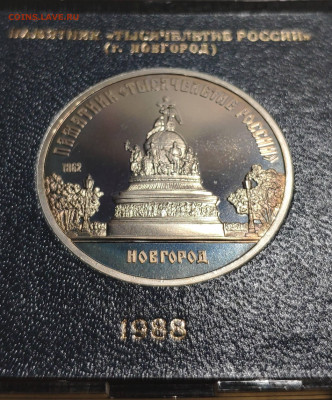 COINS.LAVE.RU
ПАМЯТНИК «ТЫСЯЧЕЛЕТИЕ РОССИИ»
(г. НОВГОРОД)
ПАМЯТНИК «ТЫСЯЧЕЛЕТИЕ РОССИИ»
1862
НОВГОРОД
1988